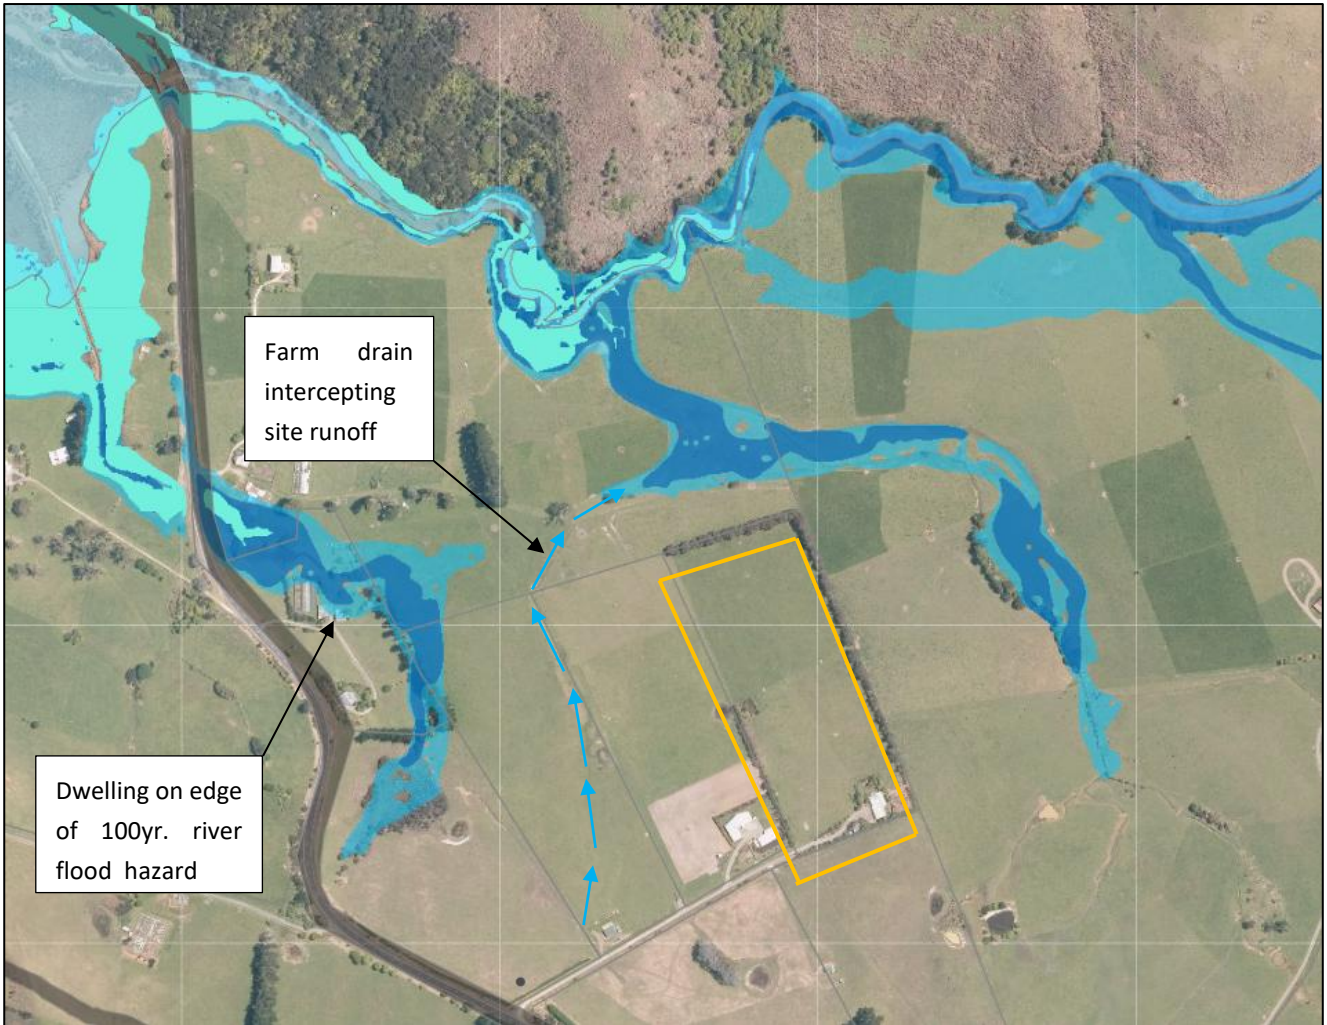 Farm drain
intercepting
site runoff
Dwelling on edge
of 100yr. river
flood hazard